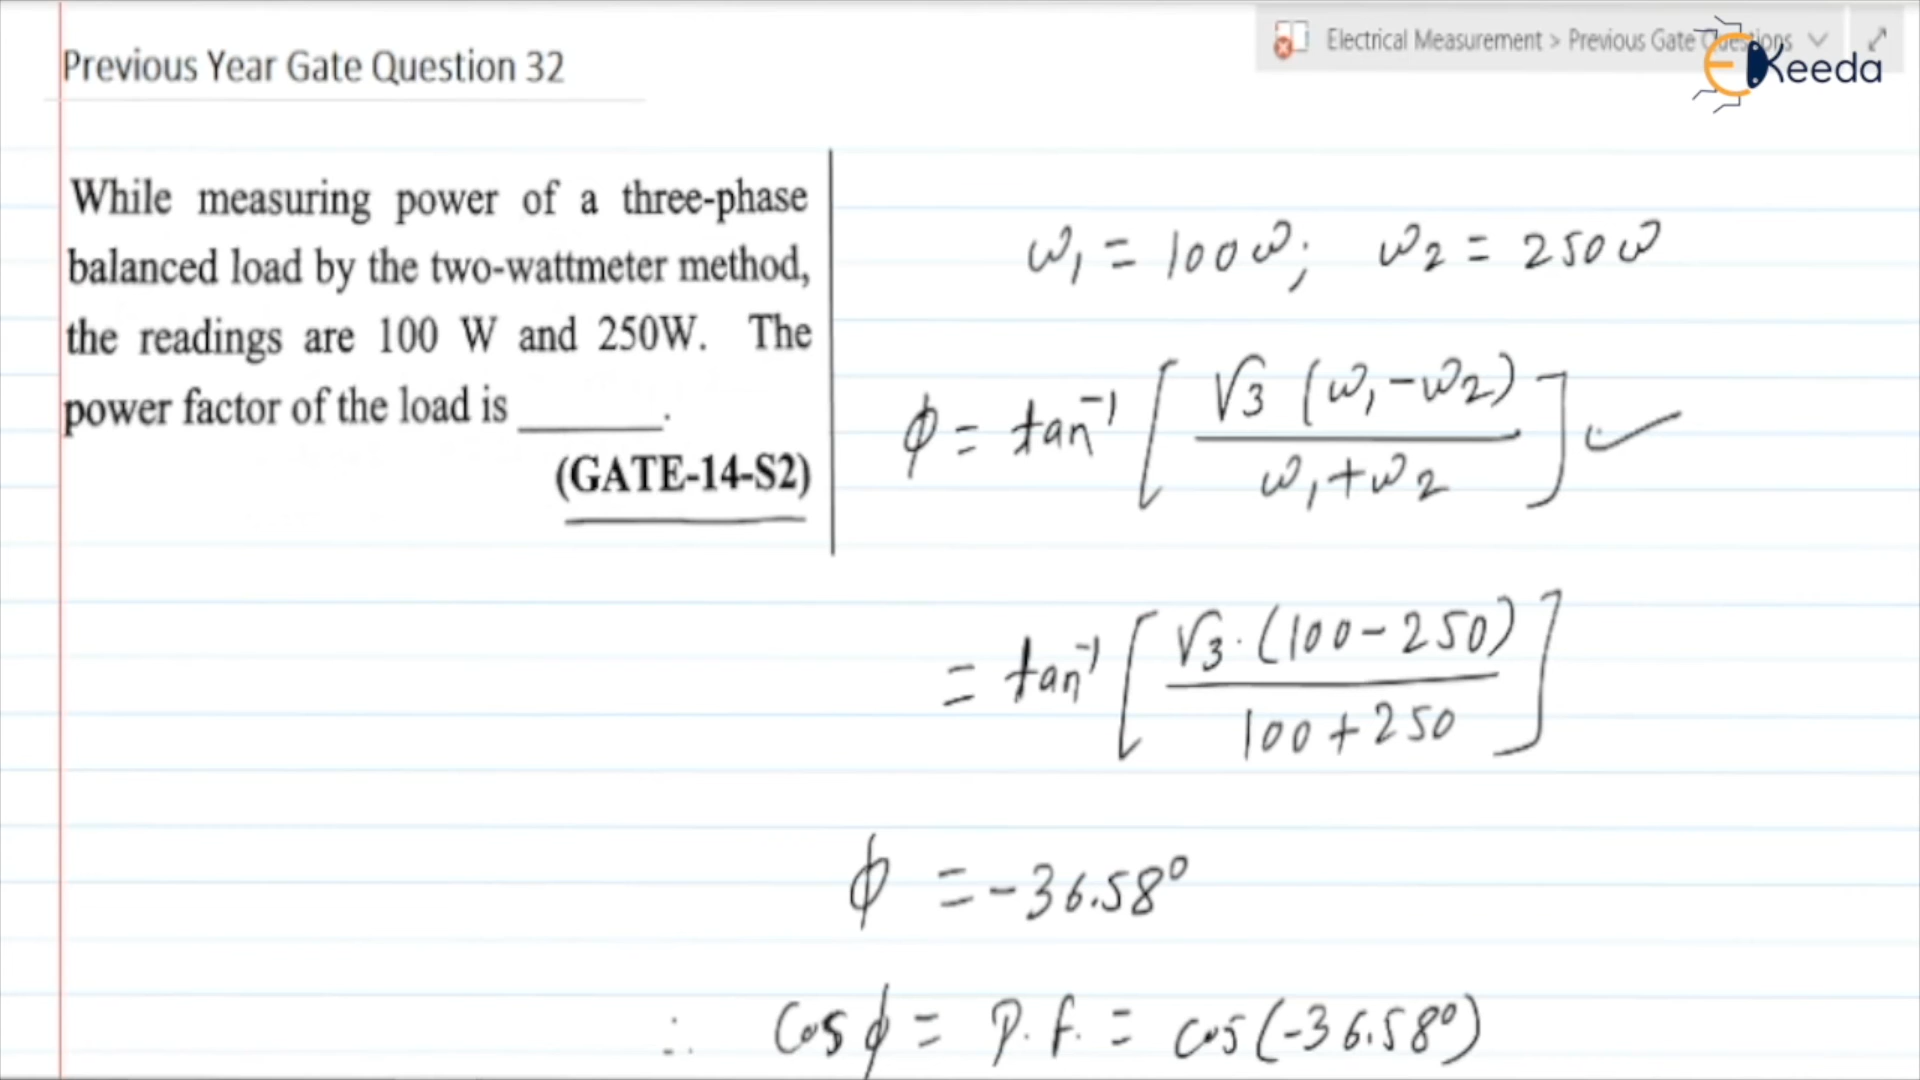 Previous Year Gate Question 32
Electrical Measurement > Previous Gate Questions
Keeda
While measuring power of a three-phase
balanced load by the two-wattmeter method,
the readings are 100 W and 250W. The
power factor of the load is ______.
(GATE-14-S2)
ω₁ = 100ω; ω₂ = 250ω
ϕ = tan⁻¹ [ √3 (ω₁ - ω₂) / ω₁ + ω₂ ] ✓
= tan⁻¹ [ √3 · (100 - 250) / 100 + 250 ]
ϕ = -36.58°
∴ Cos ϕ = P.f. = cos(-36.58°)